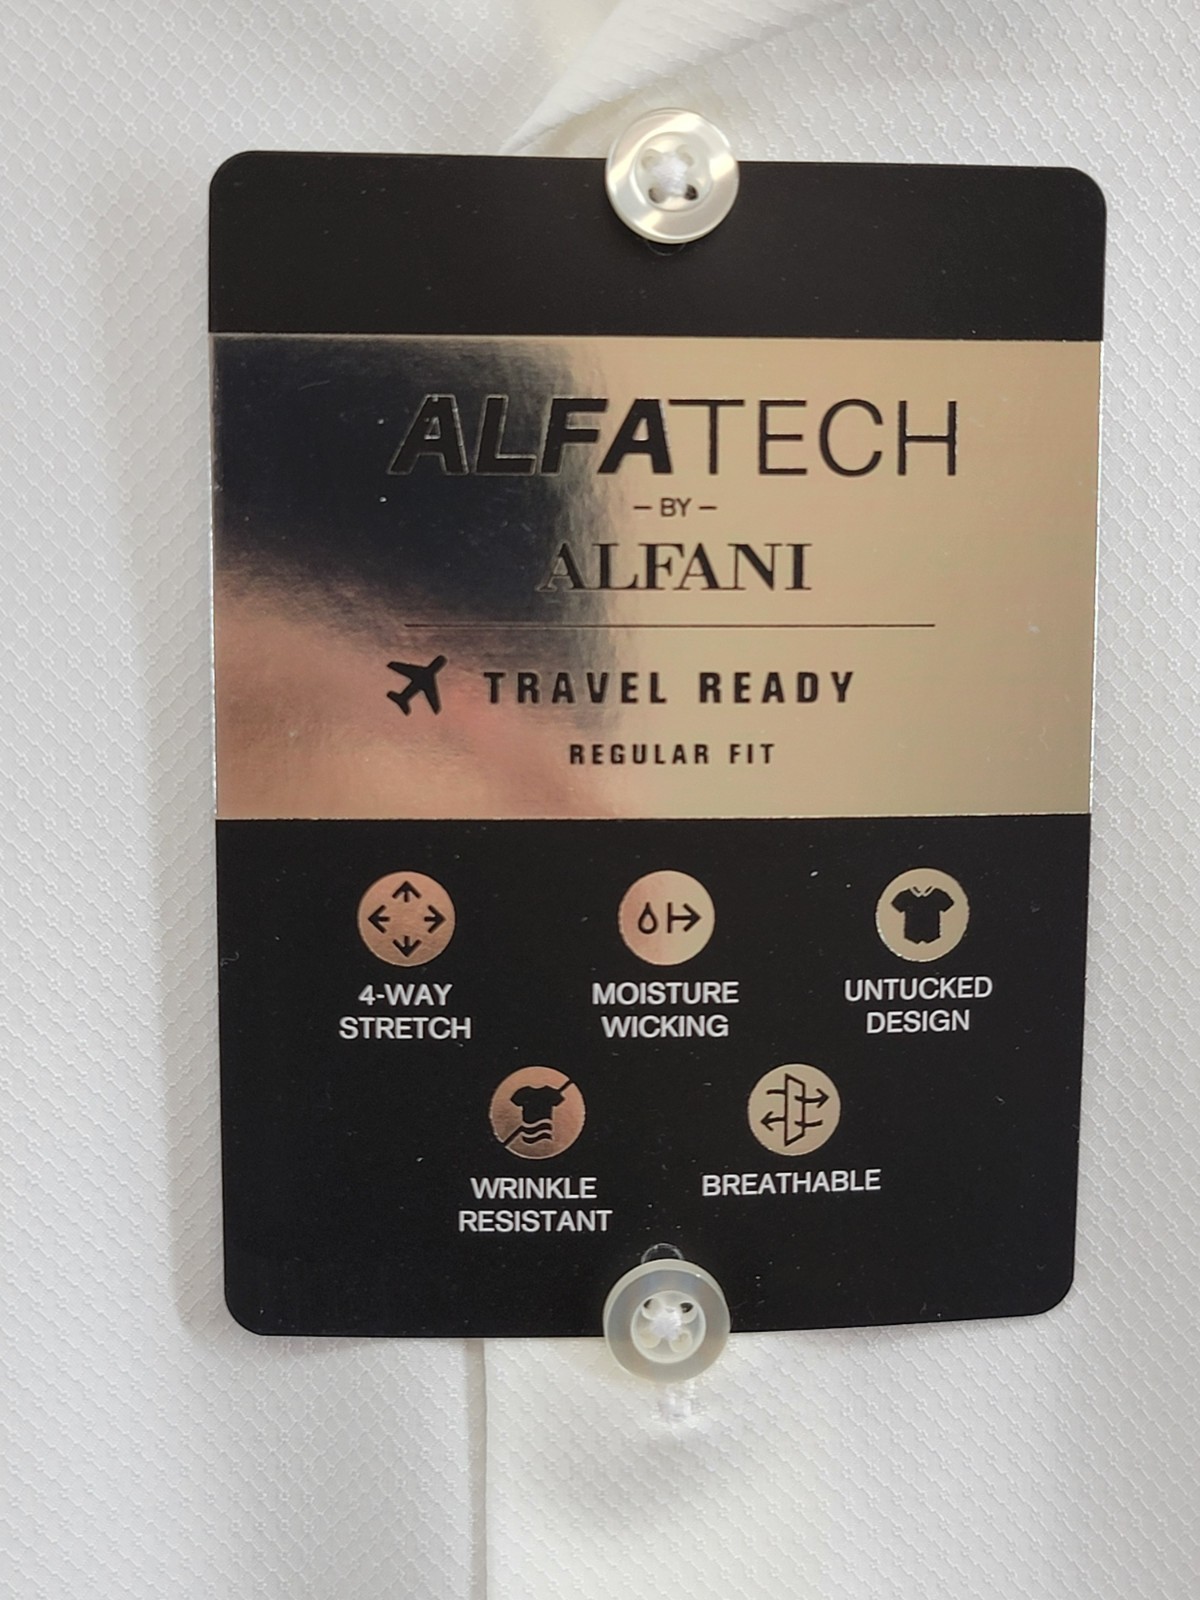 ALFATECH
– BY –
ALFANI
TRAVEL READY
REGULAR FIT
4-WAY
STRETCH
MOISTURE
WICKING
UNTUCKED
DESIGN
WRINKLE
RESISTANT
BREATHABLE